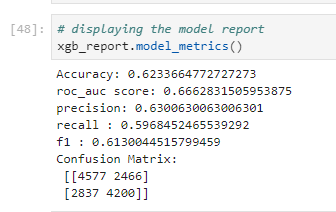 [48]: # displaying the model report
xgb_report.model_metrics()
Accuracy: 0.6233664772727273
roc_auc score: 0.6662831505953875
precision: 0.6300630063006301
recall : 0.5968452465539292
f1 : 0.6130044515799459
Confusion Matrix:
[[4577 2466]
[2837 4200]]